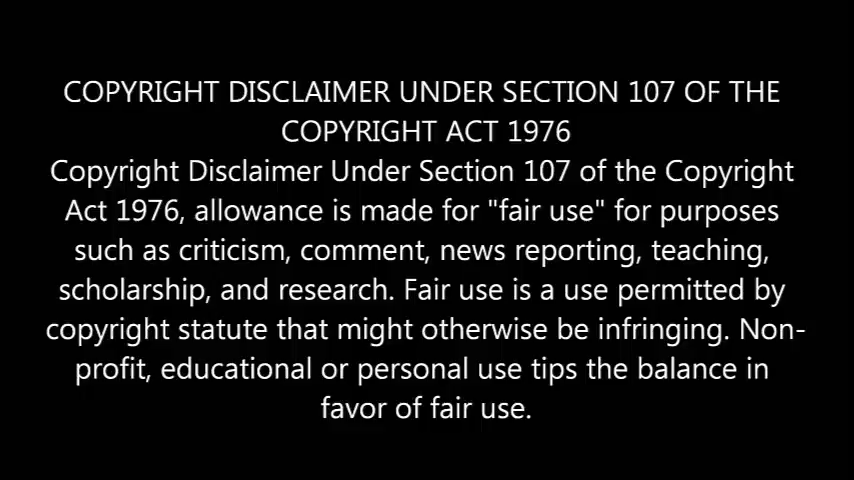 COPYRIGHT DISCLAIMER UNDER SECTION 107 OF THE
COPYRIGHT ACT 1976
Copyright Disclaimer Under Section 107 of the Copyright
Act 1976, allowance is made for "fair use" for purposes
such as criticism, comment, news reporting, teaching,
scholarship, and research. Fair use is a use permitted by
copyright statute that might otherwise be infringing. Non-
profit, educational or personal use tips the balance in
favor of fair use.